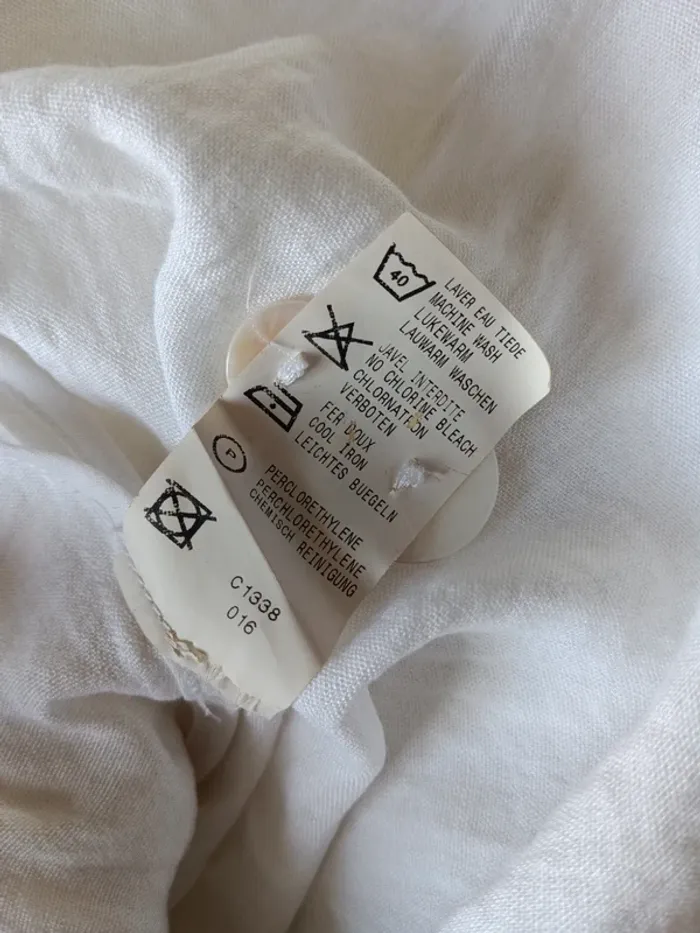 40
LAVER EAU TIEDE
MACHINE WASH
LUKEWARM
LAUWARM WASCHEN
JAVEL INTERDITE
NO CHLORINE BLEACH
CHLORNATRON
VERBOTEN
FER DOUX
COOL IRON
LEICHTES BUEGELN
P
PERCLORETHYLENE
PERCHLORETHYLENE
CHEMISCH REINIGUNG
C1338
016